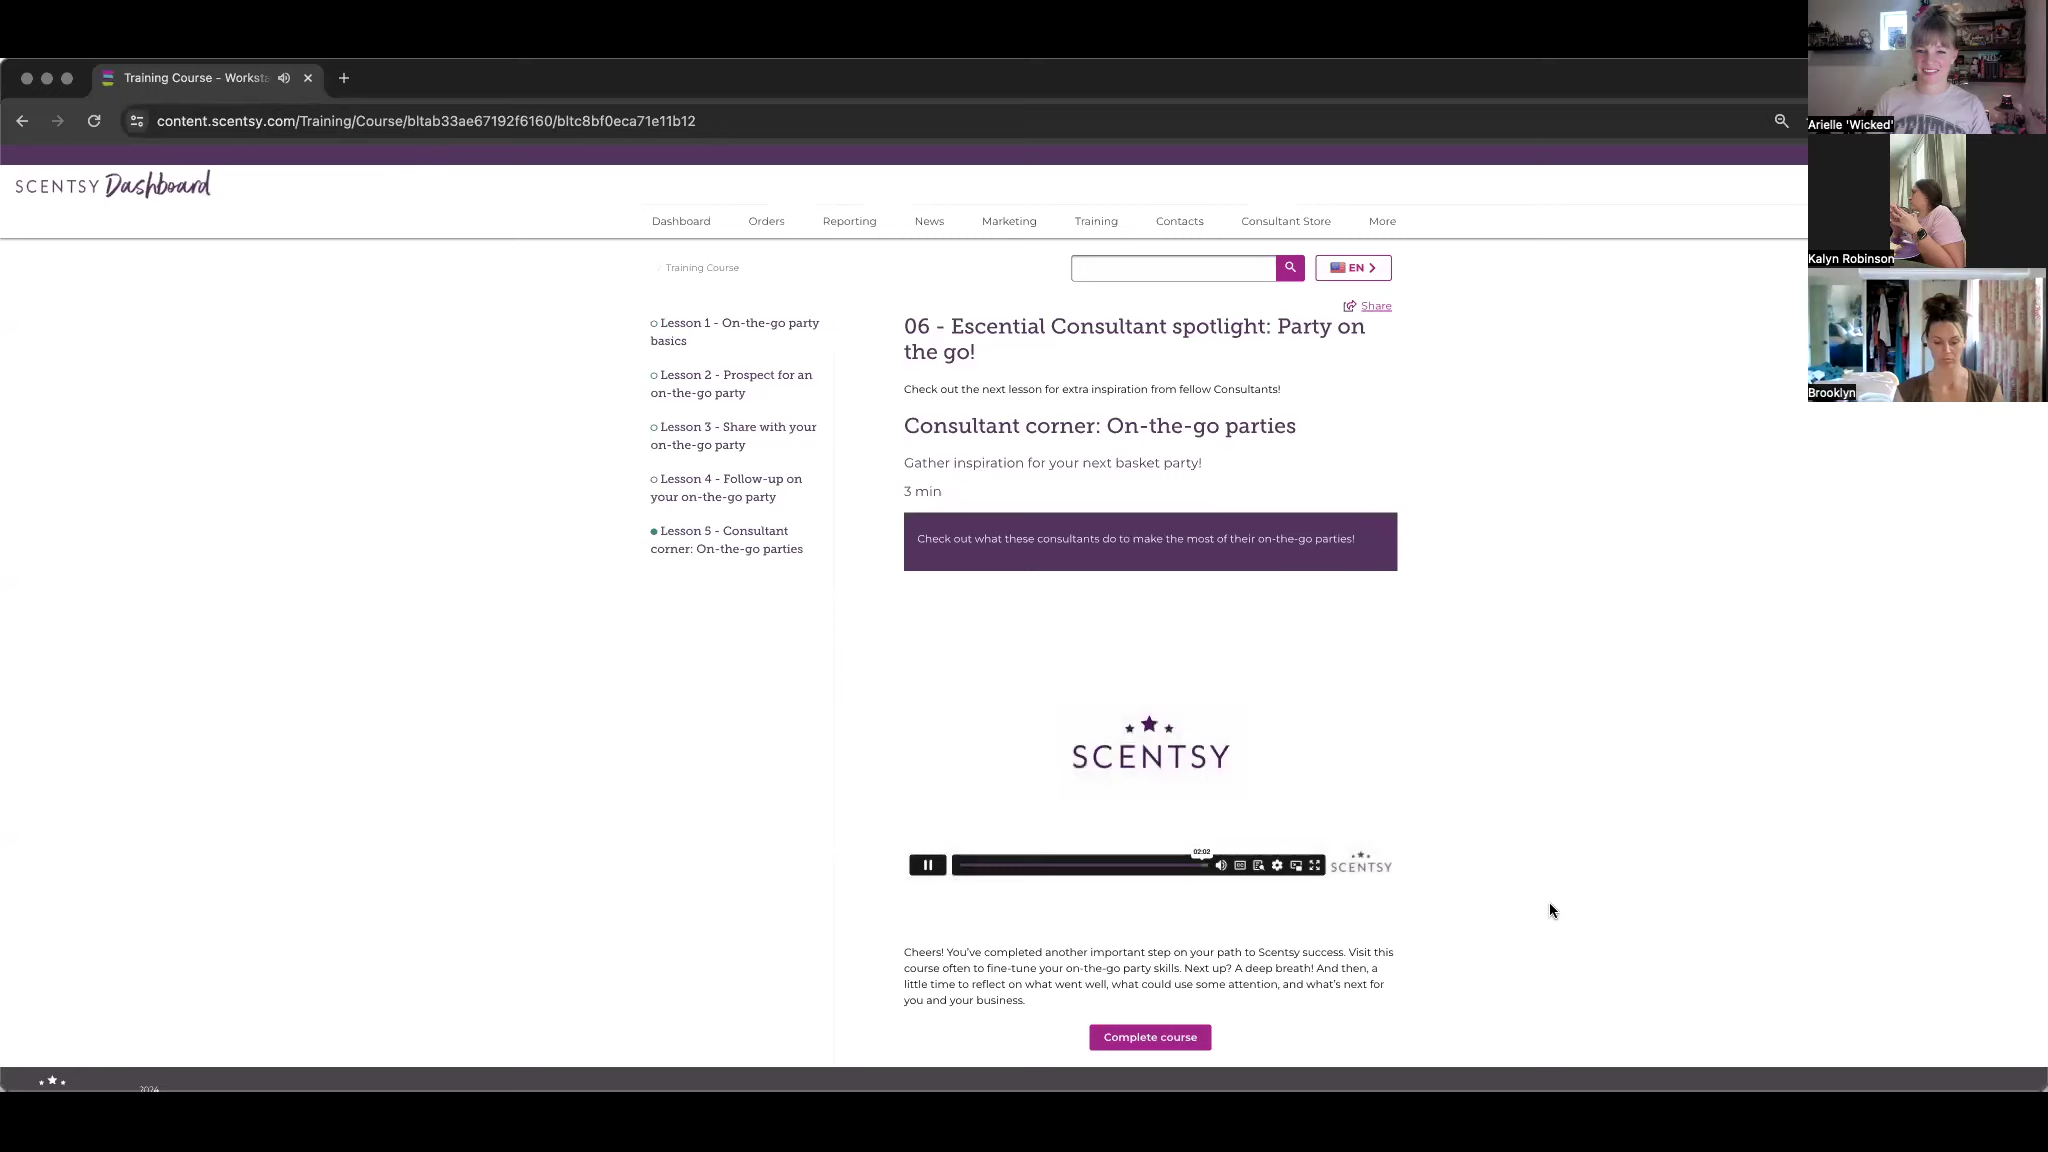 Training Course - Worksta
content.scentsy.com/Training/Course/bltab33ae67192f6160/bltc8bf0eca71e11b12
SCENTSY Dashboard
Dashboard Orders Reporting News Marketing Training Contacts Consultant Store More
/ Training Course
EN
Share
Lesson 1 - On-the-go party
basics
Lesson 2 - Prospect for an
on-the-go party
Lesson 3 - Share with your
on-the-go party
Lesson 4 - Follow-up on
your on-the-go party
Lesson 5 - Consultant
corner: On-the-go parties
06 - Escential Consultant spotlight: Party on
the go!
Check out the next lesson for extra inspiration from fellow Consultants!
Consultant corner: On-the-go parties
Gather inspiration for your next basket party!
3 min
Check out what these consultants do to make the most of their on-the-go parties!
SCENTSY
02:02
SCENTSY
Cheers! You've completed another important step on your path to Scentsy success. Visit this
course often to fine-tune your on-the-go party skills. Next up? A deep breath! And then, a
little time to reflect on what went well, what could use some attention, and what's next for
you and your business.
Complete course
2024
Arielle 'Wicked'
Kalyn Robinson
Brooklyn